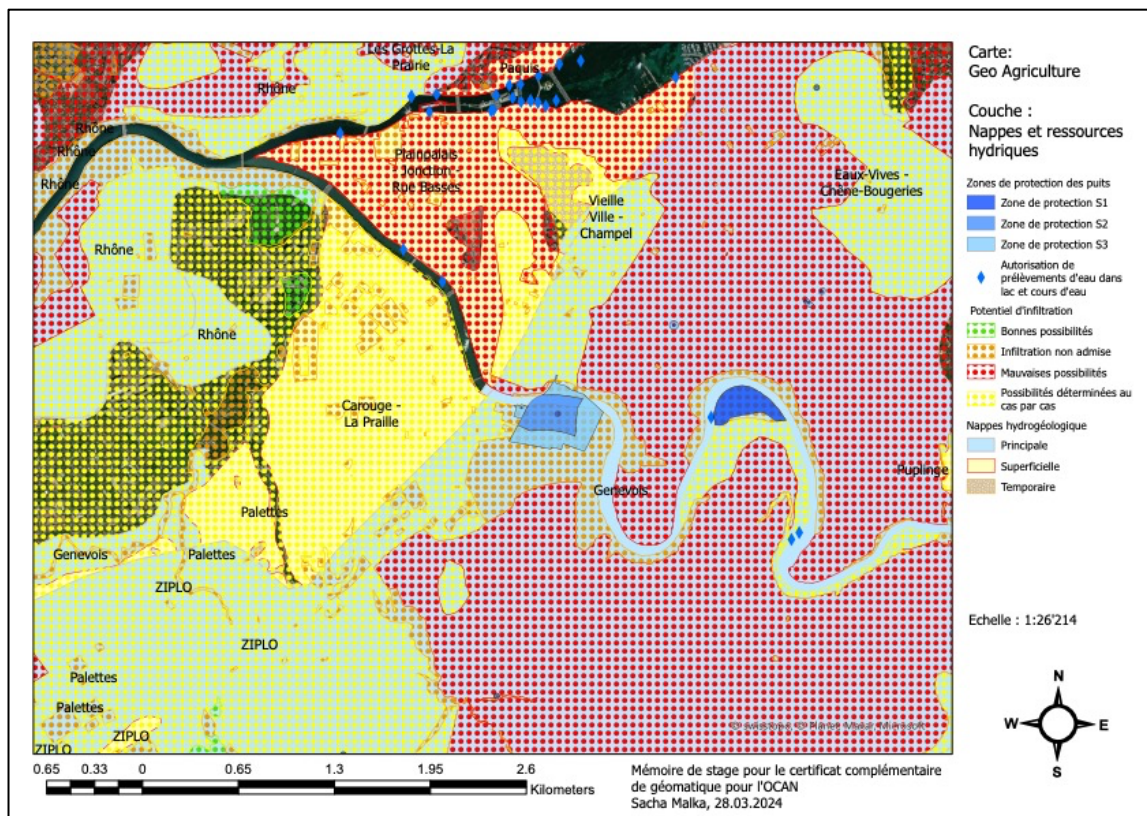 Carte:
Geo Agriculture
Couche :
Nappes et ressources
hydriques
Zones de protection des puits
Zone de protection S1
Zone de protection S2
Zone de protection S3
Autorisation de
prélèvements d'eau dans
lac et cours d'eau
Potentiel d'infiltration
Bonnes possibilités
Infiltration non admise
Mauvaises possibilités
Possibilités déterminées au
cas par cas
Nappes hydrogéologique
Principale
Superficielle
Temporaire
Echelle : 1:26'214
N
W
E
S
Les Grottes-La
Prairie
Paquis
Rhône
Rhône
Rhône
Rhône
Plainpalais
- Jonction -
Rue Basses
Eaux-Vives -
Chêne-Bougeries
Vieille
Ville -
Champel
Rhône
Rhône
Carouge -
La Praille
Puplinge
Genevois
Palettes
Genevois
Palettes
ZIPLO
ZIPLO
Palettes
Palettes
ZIPLO
ZIPLO
© swisstopo, © Planet, Maxar, Microsoft
0.65 0.33 0 0.65 1.3 1.95 2.6
Kilometers
Mémoire de stage pour le certificat complémentaire
de géomatique pour l'OCAN
Sacha Malka, 28.03.2024